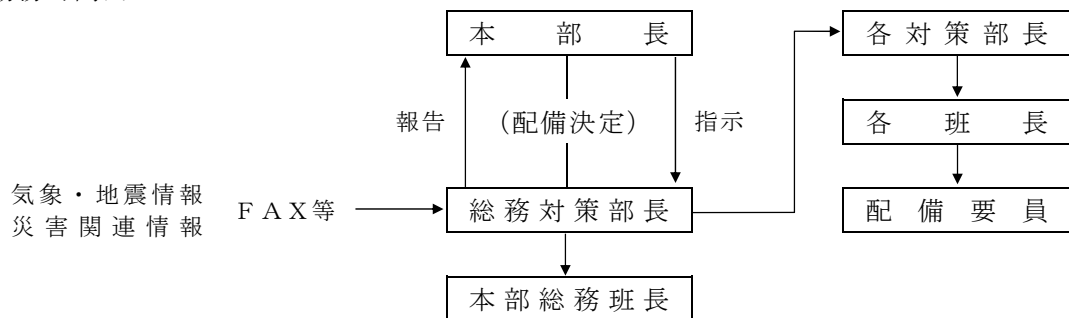 本部長
各対策部長
報告
(配備決定)
指示
各班長
気象・地震情報
災害関連情報
ＦＡＸ等
総務対策部長
配備要員
本部総務班長